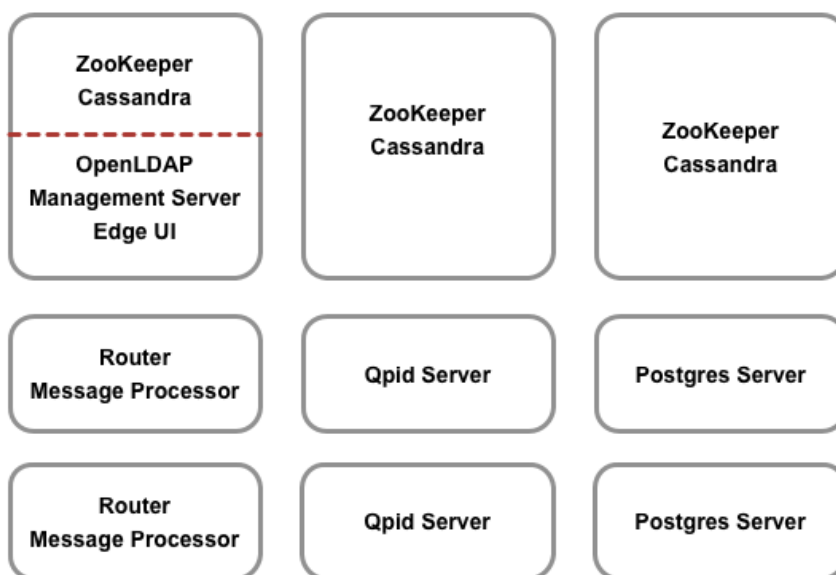 ZooKeeper
Cassandra
OpenLDAP
Management Server
Edge UI
ZooKeeper
Cassandra
ZooKeeper
Cassandra
Router
Message Processor
Qpid Server
Postgres Server
Router
Message Processor
Qpid Server
Postgres Server